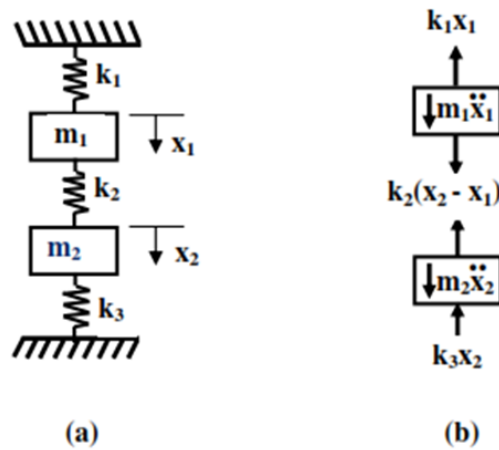 k₁
m₁
x₁
k₂
m₂
x₂
k₃
(a)
k₁x₁
m₁ẍ₁
k₂(x₂ - x₁)
m₂ẍ₂
k₃x₂
(b)